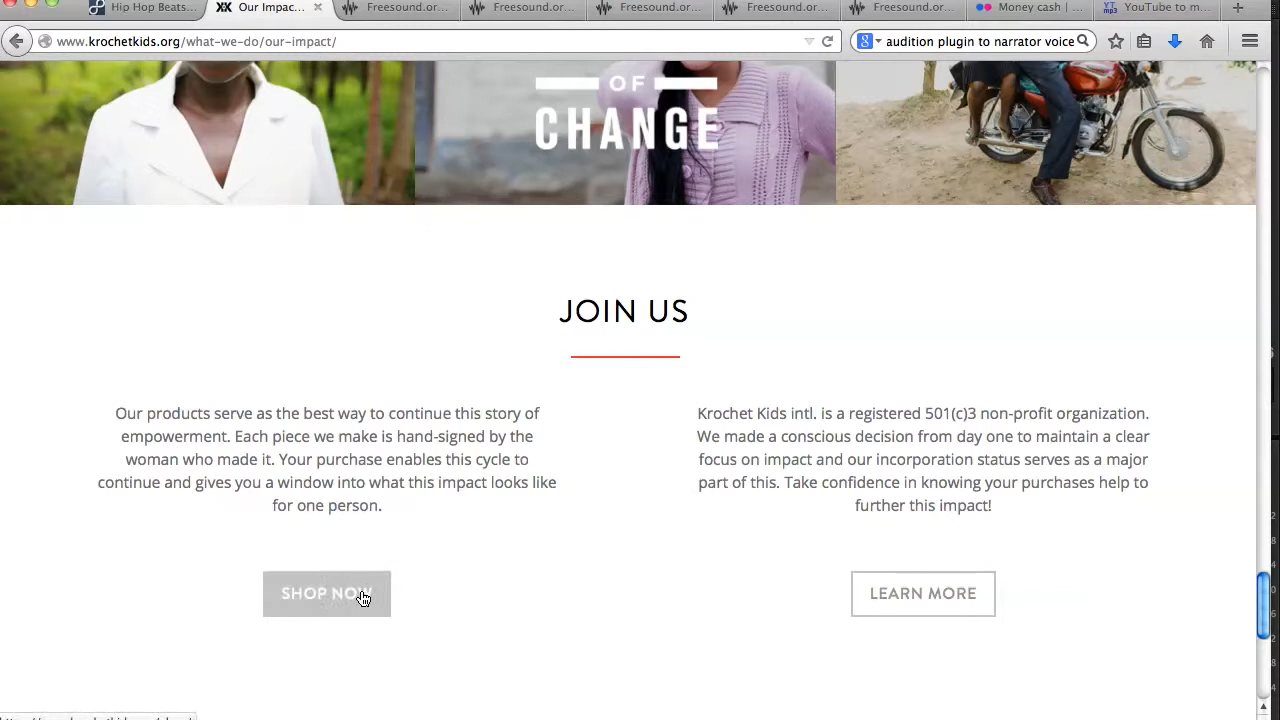 Hip Hop Beats...
Our Impac...
Freesound.or...
Freesound.or...
Freesound.or...
Freesound.or...
Freesound.or...
Money cash | ...
YouTube to m...
www.krochetkids.org/what-we-do/our-impact/
audition plugin to narrator voice
OF
CHANGE
JOIN US
Our products serve as the best way to continue this story of
empowerment. Each piece we make is hand-signed by the
woman who made it. Your purchase enables this cycle to
continue and gives you a window into what this impact looks like
for one person.
SHOP NOW
Krochet Kids intl. is a registered 501(c)3 non-profit organization.
We made a conscious decision from day one to maintain a clear
focus on impact and our incorporation status serves as a major
part of this. Take confidence in knowing your purchases help to
further this impact!
LEARN MORE